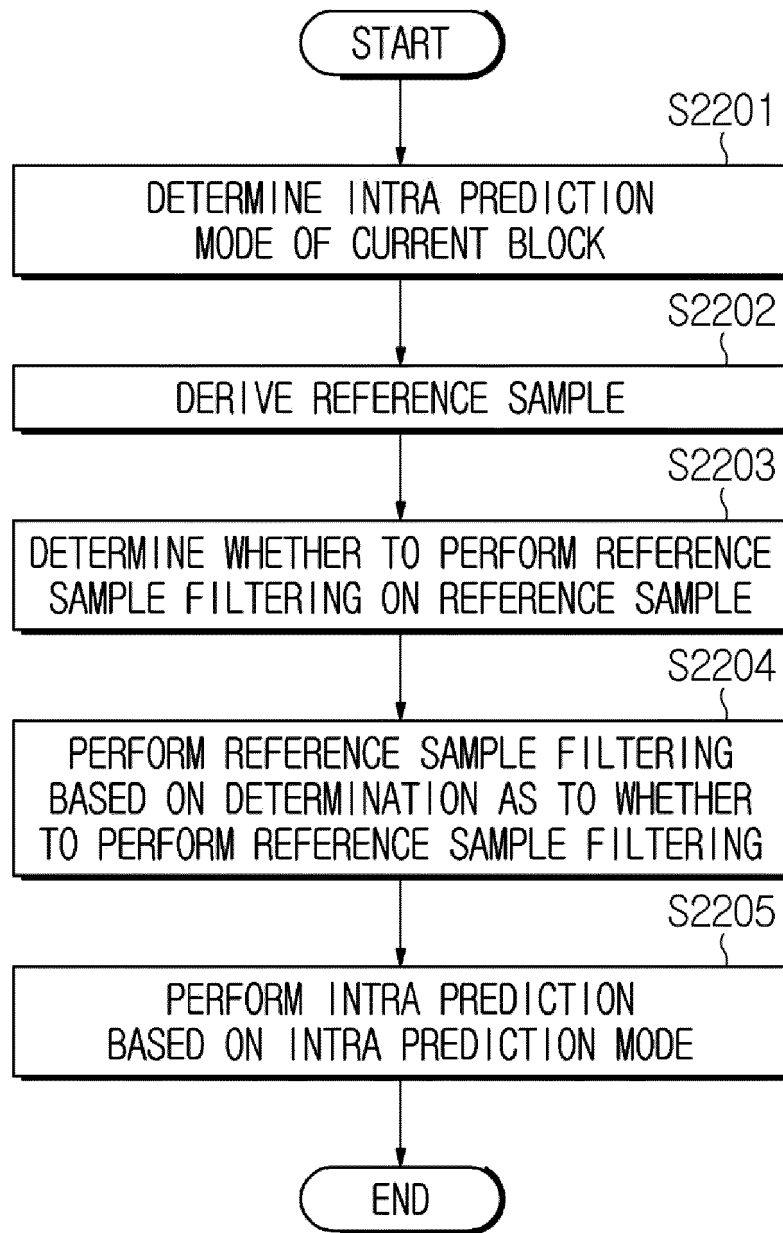 START
S2201
DETERMINE INTRA PREDICTION
MODE OF CURRENT BLOCK
S2202
DERIVE REFERENCE SAMPLE
S2203
DETERMINE WHETHER TO PERFORM REFERENCE
SAMPLE FILTERING ON REFERENCE SAMPLE
S2204
PERFORM REFERENCE SAMPLE FILTERING
BASED ON DETERMINATION AS TO WHETHER
TO PERFORM REFERENCE SAMPLE FILTERING
S2205
PERFORM INTRA PREDICTION
BASED ON INTRA PREDICTION MODE
END